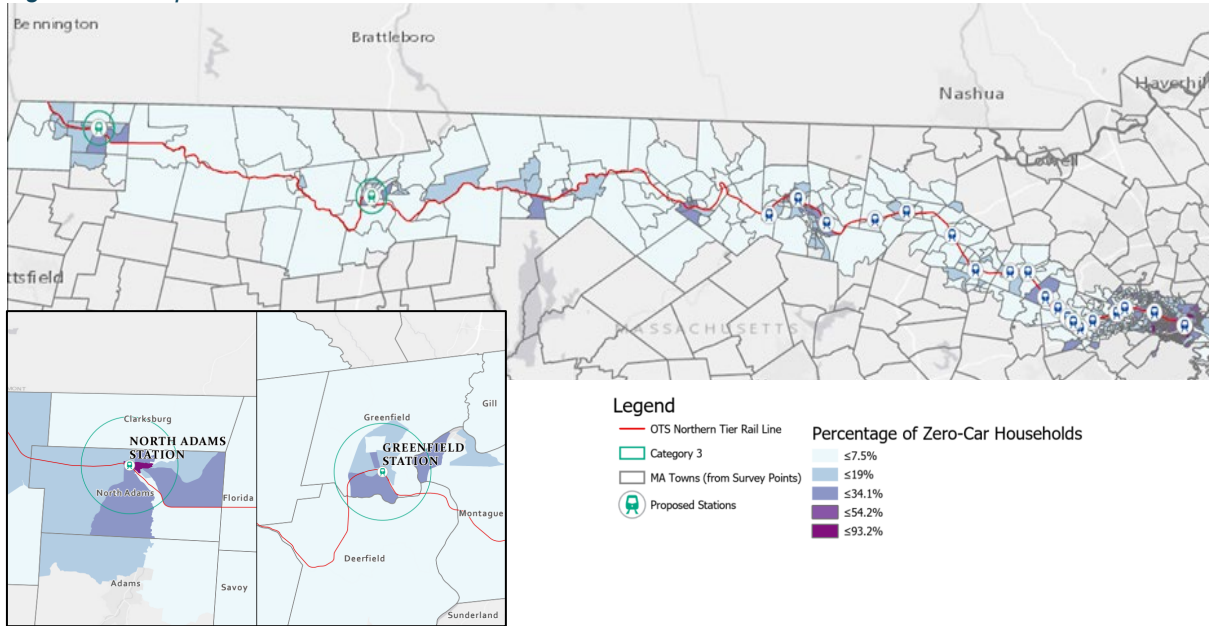 Bennington
Brattleboro
Nashua
Haverhil
Lowell
ttsfield
MASSACHUSETTS
Clarksburg
NORTH ADAMS
STATION
North Adams
Florida
Adams
Savoy
Greenfield
Gill
GREENFIELD
STATION
Montague
Deerfield
Sunderland
Legend
OTS Northern Tier Rail Line
Category 3
MA Towns (from Survey Points)
Proposed Stations
Percentage of Zero-Car Households
≤7.5%
≤19%
≤34.1%
≤54.2%
≤93.2%